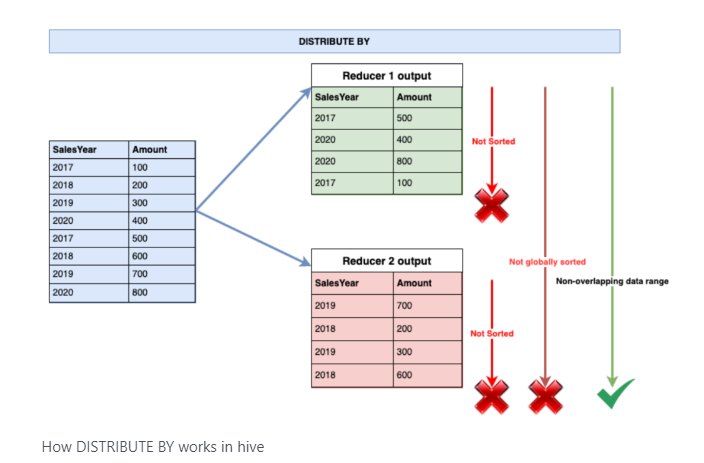 DISTRIBUTE BY
Reducer 1 output
SalesYear Amount
2017 500
2020 400
2020 800
2017 100
Not Sorted
SalesYear Amount
2017 100
2018 200
2019 300
2020 400
2017 500
2018 600
2019 700
2020 800
Reducer 2 output
SalesYear Amount
2019 700
2018 200
2019 300
2018 600
Not Sorted
Not globally sorted
Non-overlapping data range
How DISTRIBUTE BY works in hive